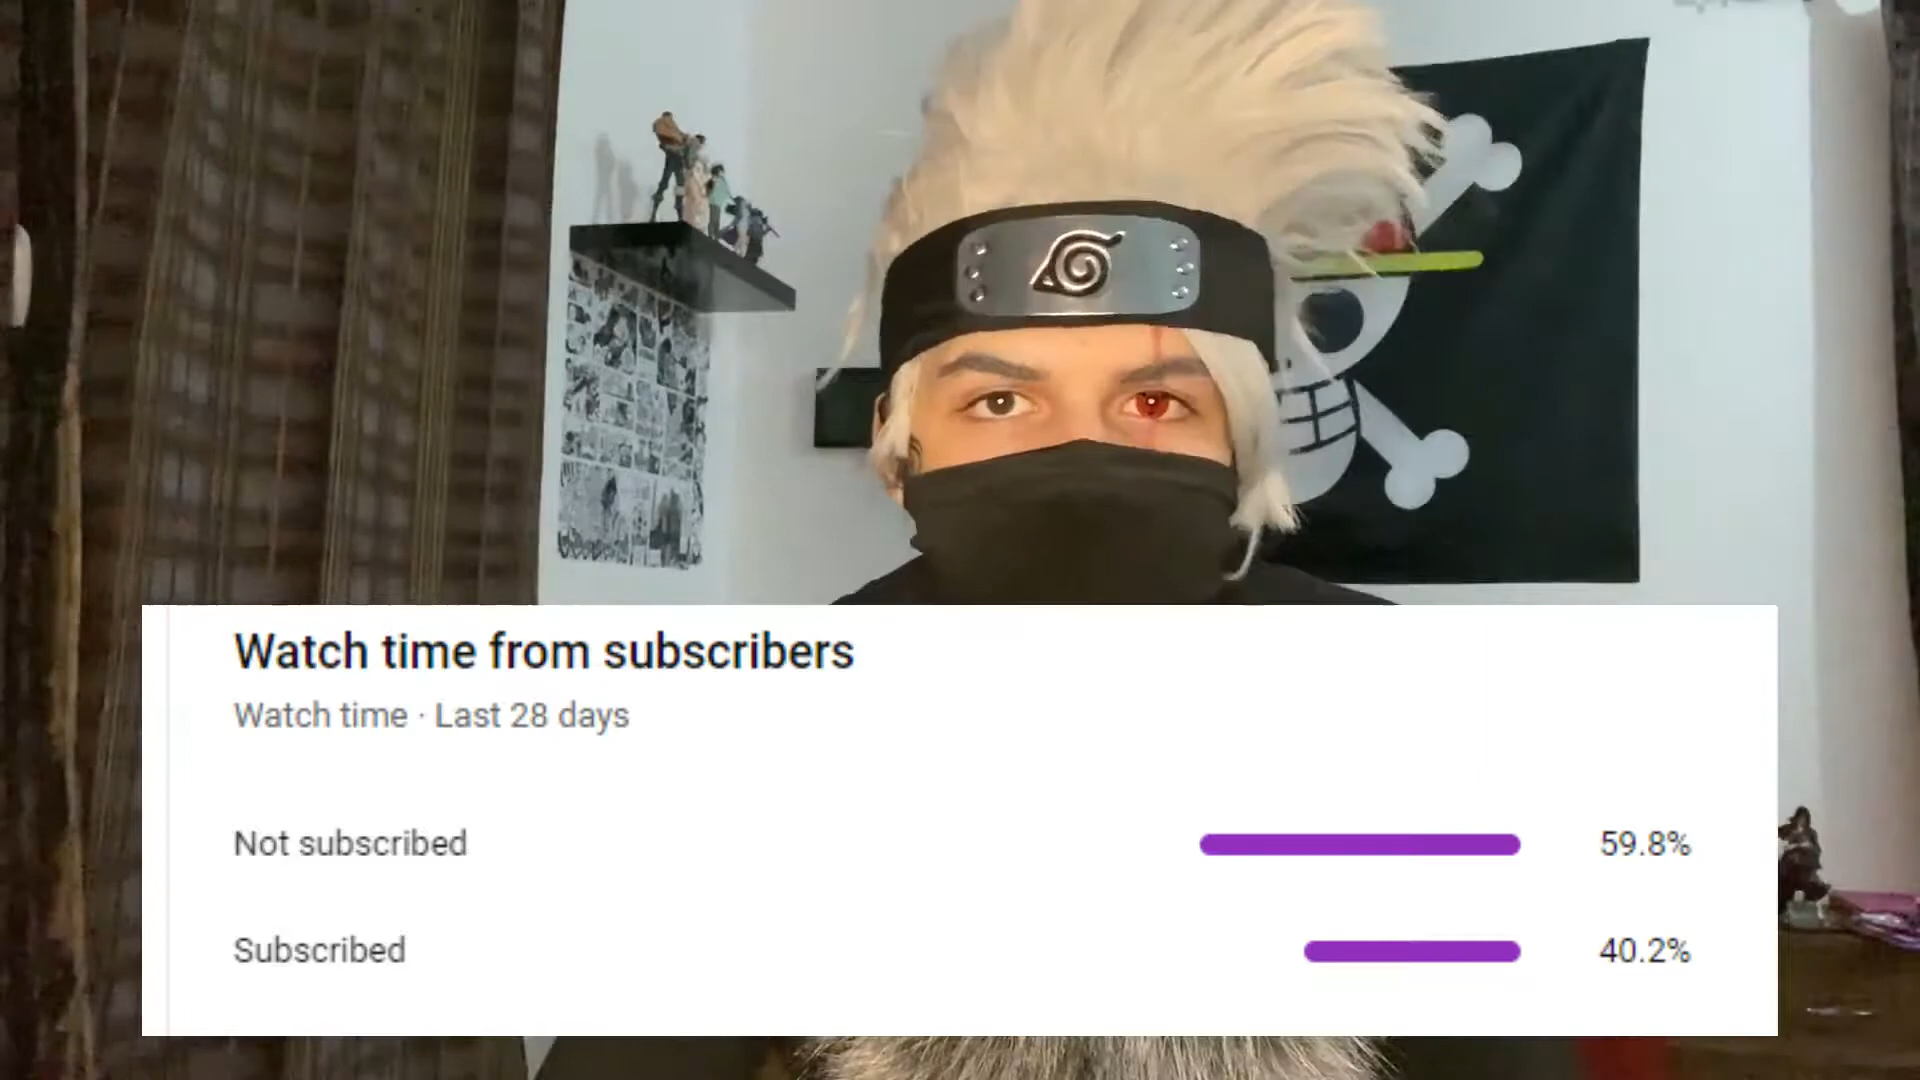 Watch time from subscribers
Watch time · Last 28 days
Not subscribed 59.8%
Subscribed 40.2%